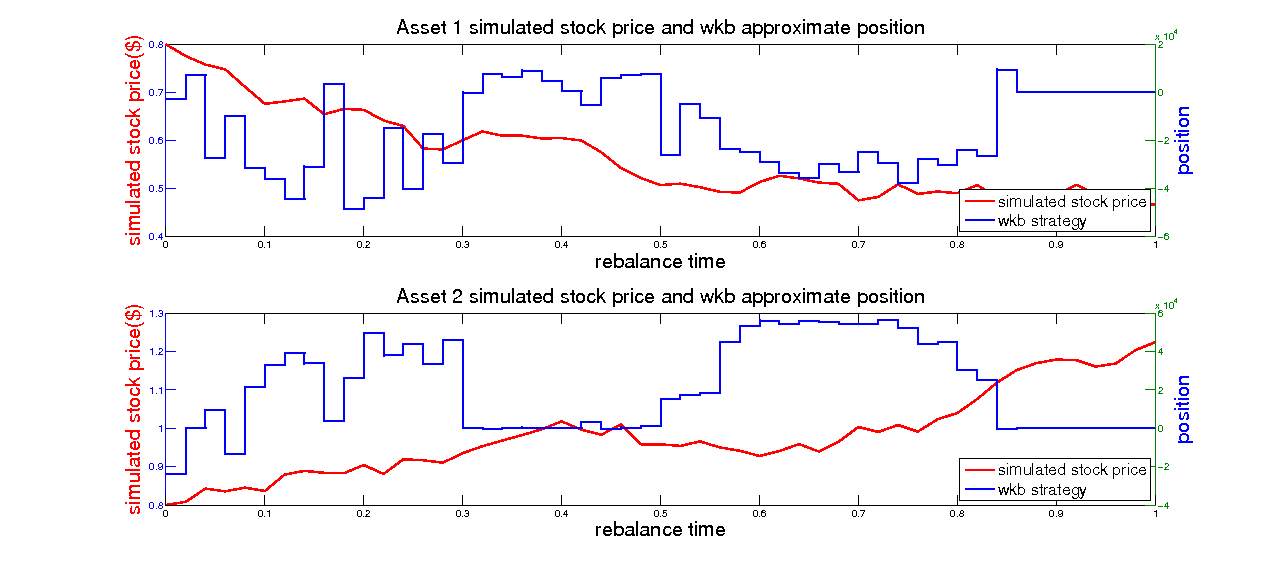 Asset 1 simulated stock price and wkb approximate position
x 10^4
simulated stock price($)
0.8
0.7
0.6
0.5
0.4
2
0
−2
−4
−6
position
simulated stock price
wkb strategy
0 0.1 0.2 0.3 0.4 0.5 0.6 0.7 0.8 0.9 1
rebalance time
Asset 2 simulated stock price and wkb approximate position
x 10^4
simulated stock price($)
1.3
1.2
1.1
1
0.9
0.8
6
4
2
0
−2
−4
position
simulated stock price
wkb strategy
0 0.1 0.2 0.3 0.4 0.5 0.6 0.7 0.8 0.9 1
rebalance time